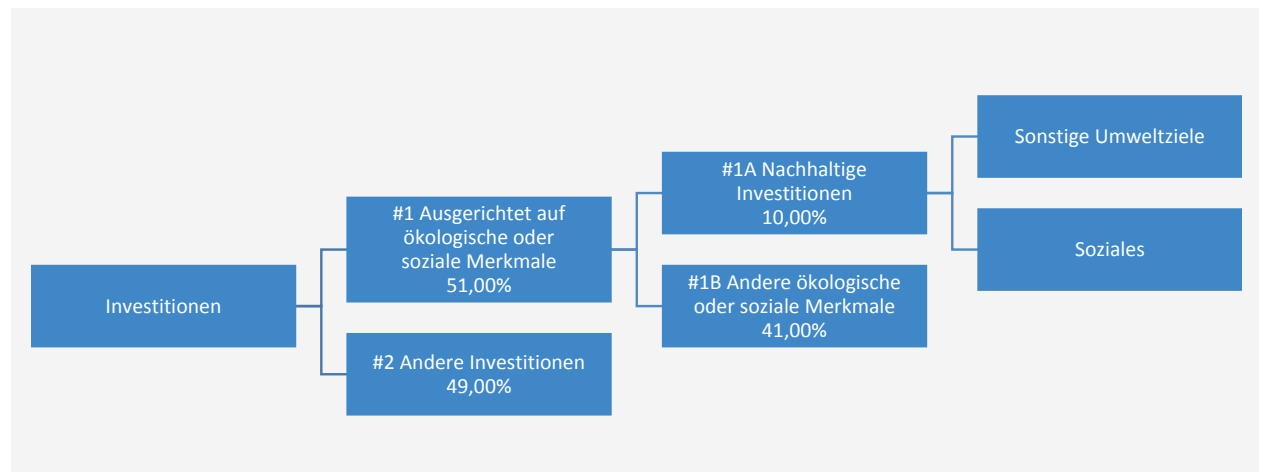 Investitionen
#1 Ausgerichtet auf
ökologische oder
soziale Merkmale
51,00%
#2 Andere Investitionen
49,00%
#1A Nachhaltige
Investitionen
10,00%
#1B Andere ökologische
oder soziale Merkmale
41,00%
Sonstige Umweltziele
Soziales